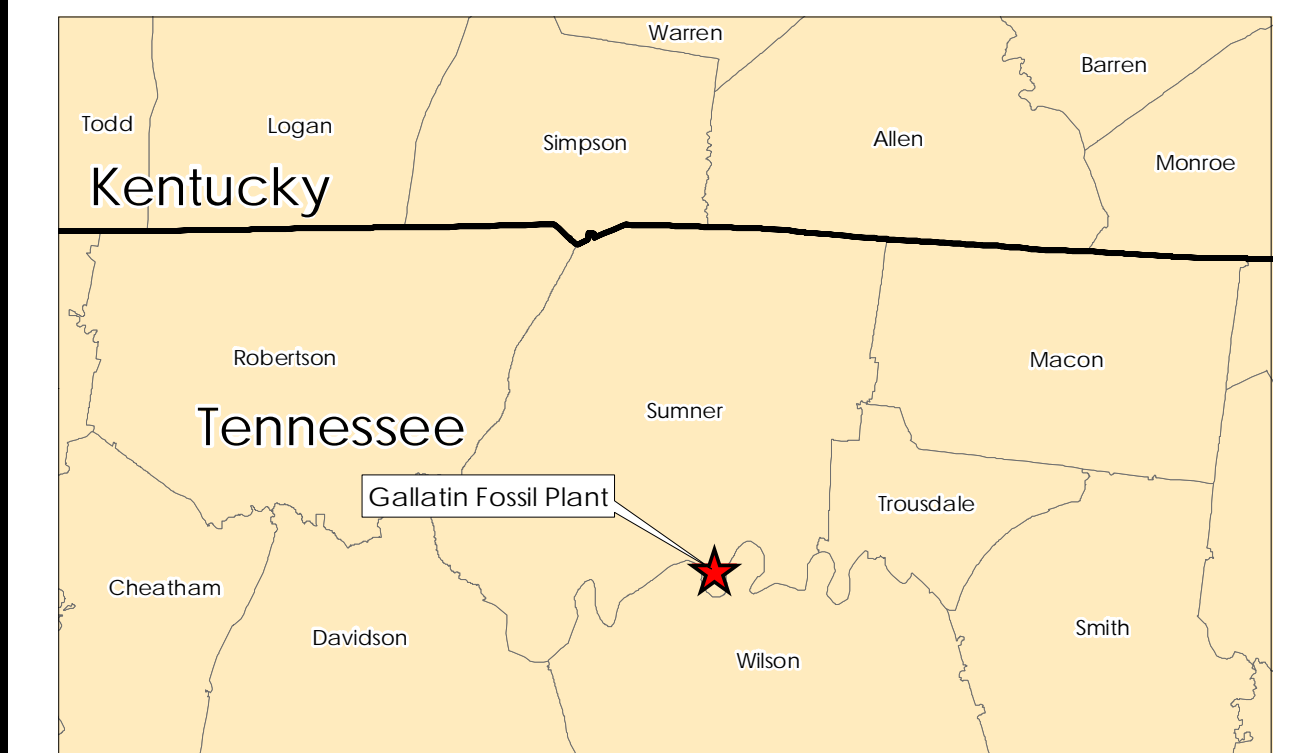 Warren
Barren
Todd
Logan
Simpson
Allen
Monroe
Kentucky
Robertson
Macon
Sumner
Tennessee
Gallatin Fossil Plant
Trousdale
Cheatham
Davidson
Smith
Wilson